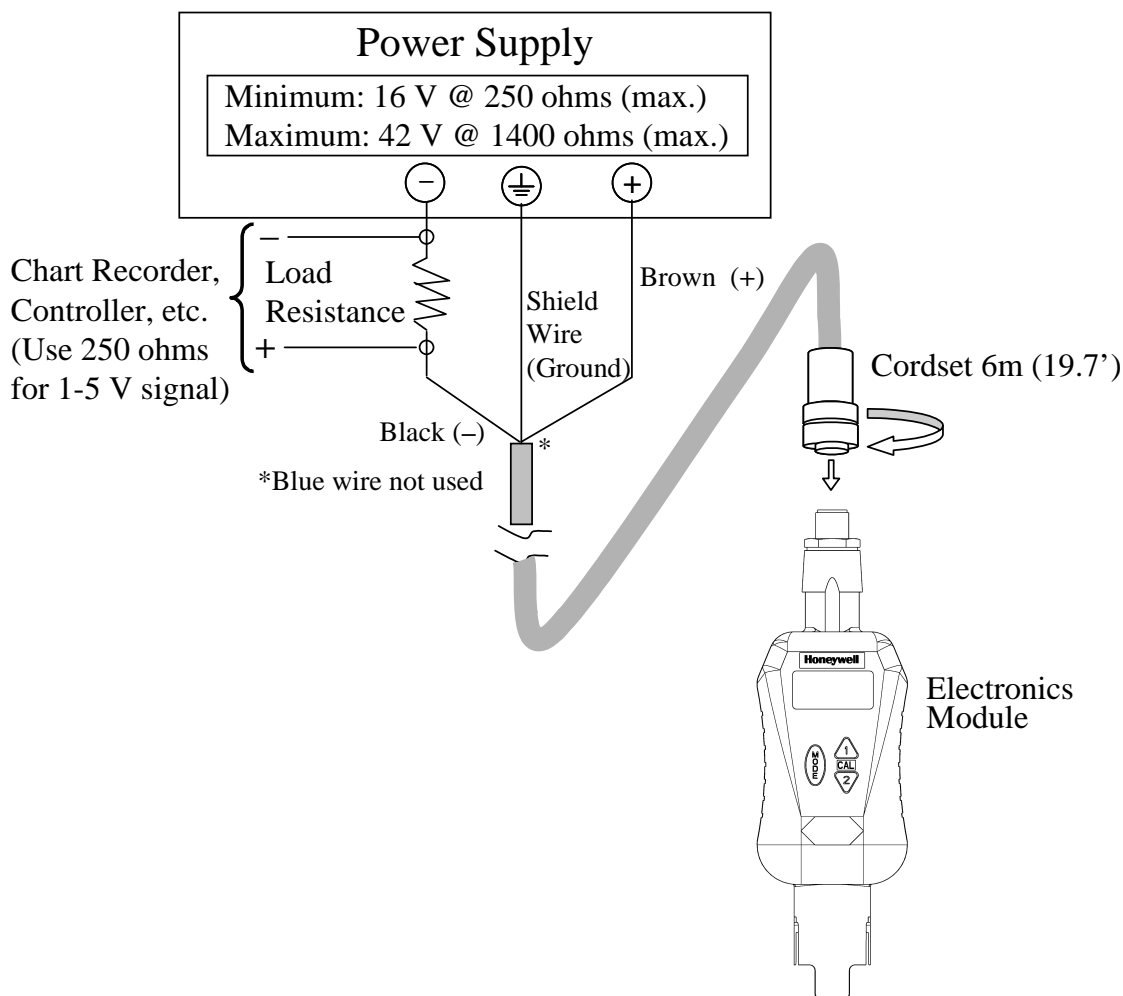 Power Supply
Minimum: 16 V @ 250 ohms (max.)
Maximum: 42 V @ 1400 ohms (max.)
−
+
Chart Recorder,
Controller, etc.
(Use 250 ohms
for 1-5 V signal)
−
Load
Resistance
+
Shield
Wire
(Ground)
Brown (+)
Black (–)
*
*Blue wire not used
Cordset 6m (19.7’)
Honeywell
MODE
1
CAL
2
Electronics
Module